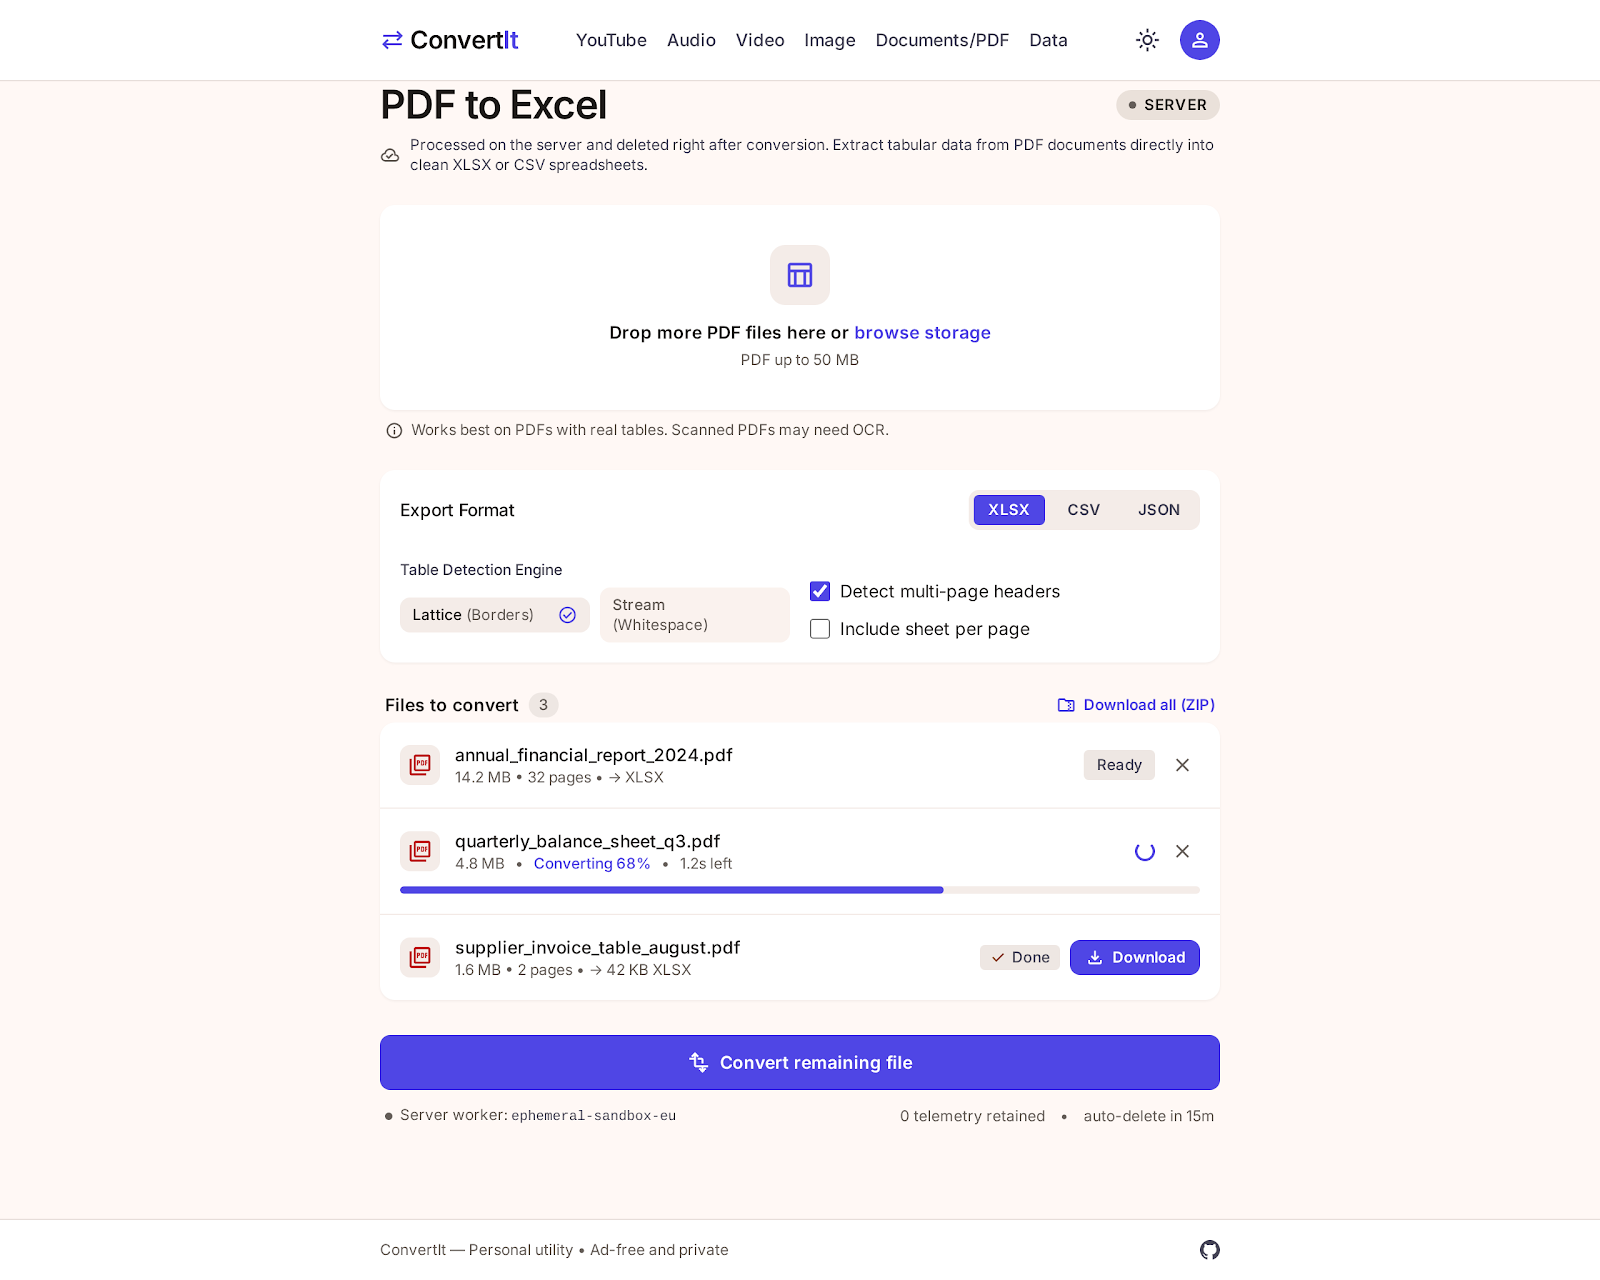 ConvertIt
YouTube Audio Video Image Documents/PDF Data
PDF to Excel
SERVER
Processed on the server and deleted right after conversion. Extract tabular data from PDF documents directly into
clean XLSX or CSV spreadsheets.
Drop more PDF files here or browse storage
PDF up to 50 MB
Works best on PDFs with real tables. Scanned PDFs may need OCR.
Export Format
XLSX CSV JSON
Table Detection Engine
Lattice (Borders)
Stream
(Whitespace)
Detect multi-page headers
Include sheet per page
Files to convert 3
Download all (ZIP)
PDF
annual_financial_report_2024.pdf
14.2 MB • 32 pages • → XLSX
Ready
PDF
quarterly_balance_sheet_q3.pdf
4.8 MB • Converting 68% • 1.2s left
PDF
supplier_invoice_table_august.pdf
1.6 MB • 2 pages • → 42 KB XLSX
Done
Download
Convert remaining file
Server worker: ephemeral-sandbox-eu
0 telemetry retained • auto-delete in 15m
ConvertIt — Personal utility • Ad-free and private